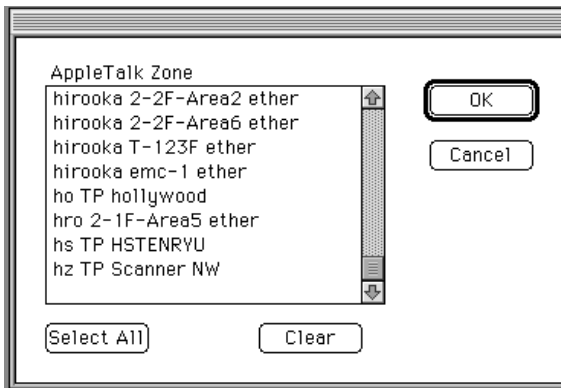 AppleTalk Zone
hirooka 2-2F-Area2 ether
hirooka 2-2F-Area6 ether
hirooka T-123F ether
hirooka emc-1 ether
ho TP hollywood
hro 2-1F-Area5 ether
hs TP HSTENRYU
hz TP Scanner NW
OK
Cancel
Select All
Clear